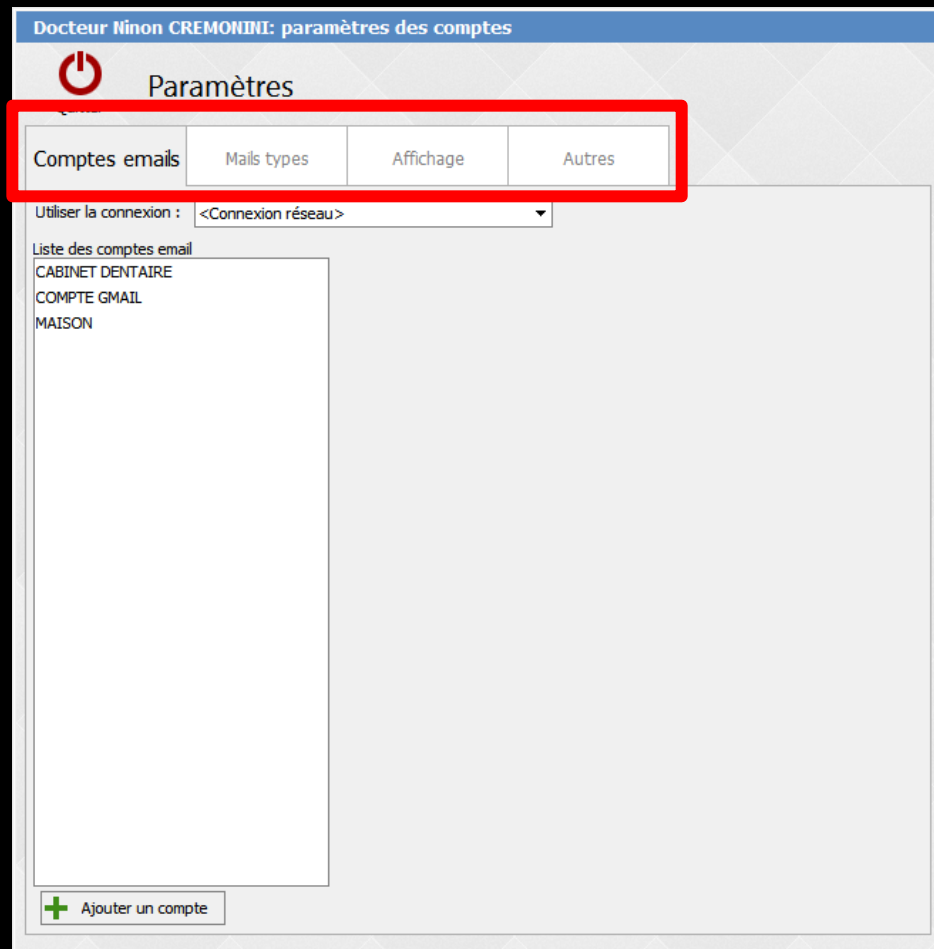 Docteur Ninon CREMONINI: paramètres des comptes
Paramètres
Comptes emails Mails types Affichage Autres
Utiliser la connexion : <Connexion réseau>
Liste des comptes email
CABINET DENTAIRE
COMPTE GMAIL
MAISON
Ajouter un compte